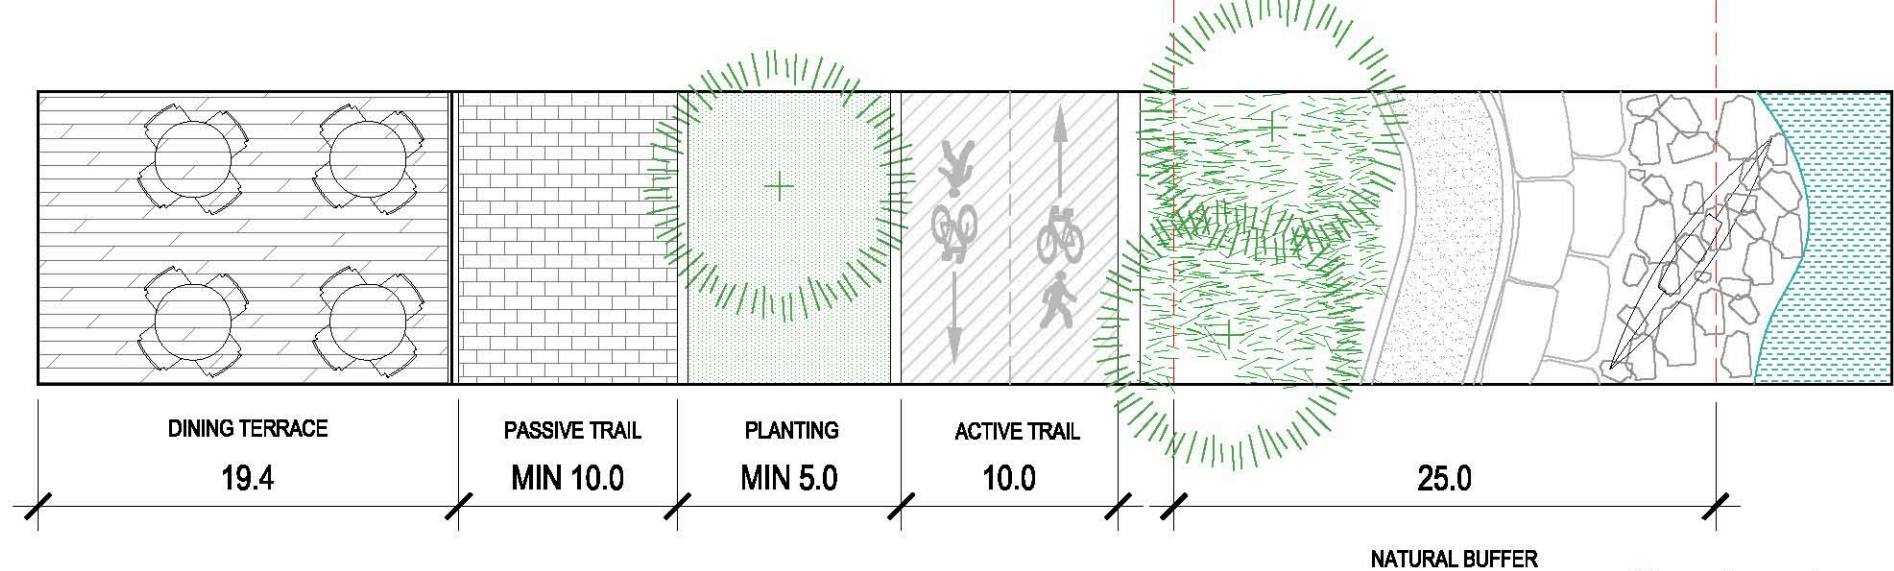 DINING TERRACE
19.4
PASSIVE TRAIL
MIN 10.0
PLANTING
MIN 5.0
ACTIVE TRAIL
10.0
25.0
NATURAL BUFFER